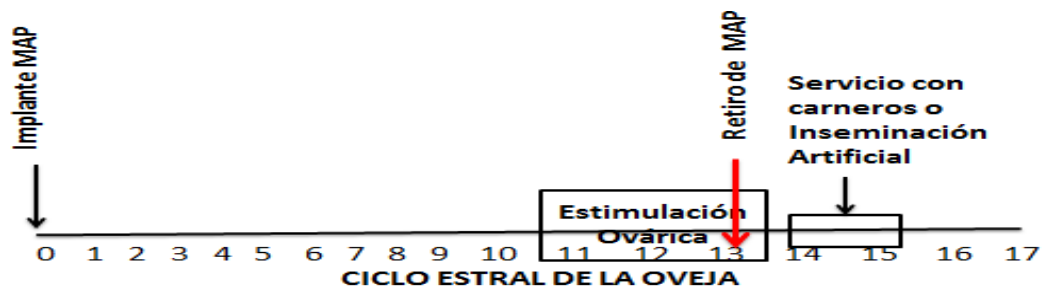 Implante MAP
Retiro de MAP
Servicio con
carneros o
Inseminación
Artificial
Estimulación
Ovárica
0 1 2 3 4 5 6 7 8 9 10 11 12 13 14 15 16 17
CICLO ESTRAL DE LA OVEJA